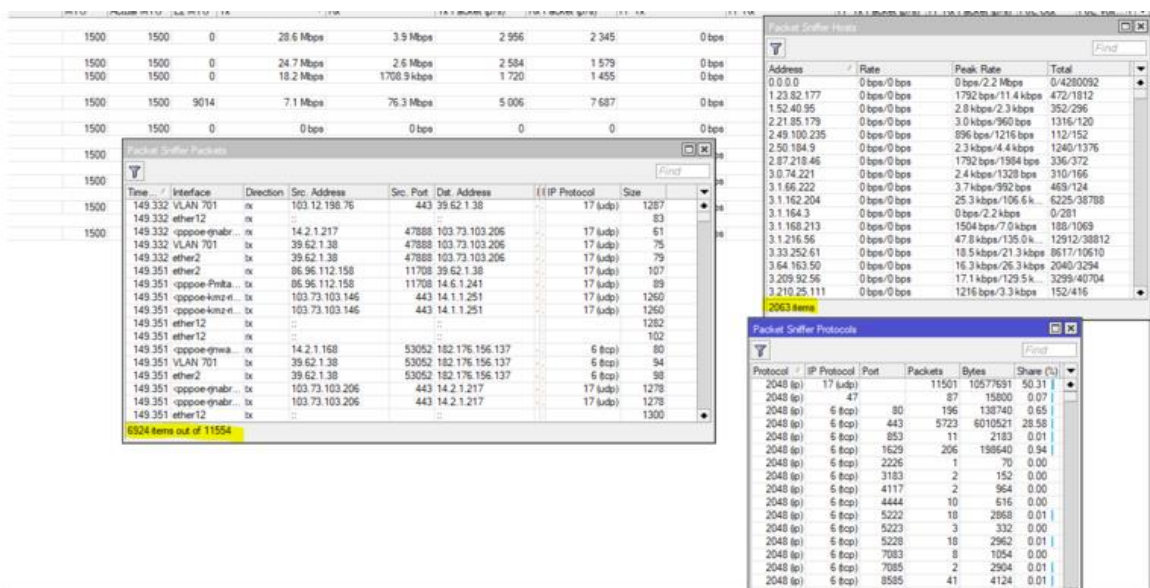 1500 1500 0 28.6 Mbps 3.9 Mbps 2 956 2 345 0 bps
1500 1500 0 24.7 Mbps 2.6 Mbps 2 584 1 579 0 bps
1500 1500 0 18.2 Mbps 1708.9 kbps 1 720 1 455 0 bps
1500 1500 9014 7.1 Mbps 76.3 Mbps 5 006 7 687 0 bps
1500 1500 0 0 bps 0 bps 0 0 0 bps
1500
1500
1500
1500
Packet Sniffer Packets
Find
Time... Interface Direction Src. Address Src. Port Dst. Address IP Protocol Size
149.332 VLAN 701 rx 103.12.198.76 443 39.62.1.38 17 (udp) 1287
149.332 ether12 rx :: :: 83
149.332 <pppoe-rjnabr... rx 14.2.1.217 47888 103.73.103.206 17 (udp) 61
149.332 VLAN 701 tx 39.62.1.38 47888 103.73.103.206 17 (udp) 75
149.332 ether2 tx 39.62.1.38 47888 103.73.103.206 17 (udp) 79
149.351 ether2 rx 86.96.112.158 11708 39.62.1.38 17 (udp) 107
149.351 tx 86.96.112.158 11708 14.6.1.241 17 (udp) 89
149.351 tx 103.73.103.146 443 14.1.1.251 17 (udp) 1260
149.351 tx 103.73.103.146 443 14.1.1.251 17 (udp) 1260
149.351 ether12 tx :: :: 1282
149.351 ether12 rx :: :: 102
149.351 rx 14.2.1.168 53052 182.176.156.137 6 (tcp) 80
149.351 VLAN 701 tx 39.62.1.38 53052 182.176.156.137 6 (tcp) 94
149.351 ether2 tx 39.62.1.38 53052 182.176.156.137 6 (tcp) 98
149.351 <pppoe-rjnabr... tx 103.73.103.206 443 14.2.1.217 17 (udp) 1278
149.351 <pppoe-rjnabr... tx 103.73.103.206 443 14.2.1.217 17 (udp) 1278
149.351 ether12 tx :: :: 1300
6924 items out of 11554
Packet Sniffer Hosts
Find
Address Rate Peak Rate Total
0.0.0.0 0 bps/0 bps 0 bps/2.2 Mbps 0/4280092
1.23.82.177 0 bps/0 bps 1792 bps/11.4 kbps 472/1812
1.52.40.95 0 bps/0 bps 2.8 kbps/2.3 kbps 352/296
2.21.85.179 0 bps/0 bps 3.0 kbps/960 bps 1316/120
2.49.100.235 0 bps/0 bps 896 bps/1216 bps 112/152
2.50.184.9 0 bps/0 bps 2.3 kbps/4.4 kbps 1240/1376
2.87.218.46 0 bps/0 bps 1792 bps/1984 bps 336/372
3.0.74.221 0 bps/0 bps 2.4 kbps/1328 bps 310/166
3.1.66.222 0 bps/0 bps 3.7 kbps/992 bps 469/124
3.1.162.204 0 bps/0 bps 25.3 kbps/106.6 k... 6225/38788
3.1.164.3 0 bps/0 bps 0 bps/2.2 kbps 0/281
3.1.168.213 0 bps/0 bps 1504 bps/7.0 kbps 188/1069
3.1.216.56 0 bps/0 bps 47.8 kbps/135.0 k... 12912/38812
3.33.252.61 0 bps/0 bps 18.5 kbps/21.3 kbps 8617/10610
3.64.163.50 0 bps/0 bps 16.3 kbps/26.3 kbps 2040/3294
3.209.92.56 0 bps/0 bps 17.1 kbps/129.5 k... 3299/40704
3.210.25.111 0 bps/0 bps 1216 bps/3.3 kbps 152/416
2063 items
Packet Sniffer Protocols
Find
Protocol IP Protocol Port Packets Bytes Share (%)
2048 (ip) 17 (udp) 11501 10577691 50.31
2048 (ip) 47 87 15800 0.07
2048 (ip) 6 (tcp) 80 196 138740 0.65
2048 (ip) 6 (tcp) 443 5723 6010521 28.58
2048 (ip) 6 (tcp) 853 11 2183 0.01
2048 (ip) 6 (tcp) 1629 206 198640 0.94
2048 (ip) 6 (tcp) 2226 1 70 0.00
2048 (ip) 6 (tcp) 3183 2 152 0.00
2048 (ip) 6 (tcp) 4117 2 964 0.00
2048 (ip) 6 (tcp) 4444 10 616 0.00
2048 (ip) 6 (tcp) 5222 18 2868 0.01
2048 (ip) 6 (tcp) 5223 3 332 0.00
2048 (ip) 6 (tcp) 5228 18 2962 0.01
2048 (ip) 6 (tcp) 7083 8 1054 0.00
2048 (ip) 6 (tcp) 7085 2 2904 0.01
2048 (ip) 6 (tcp) 8585 41 4124 0.01